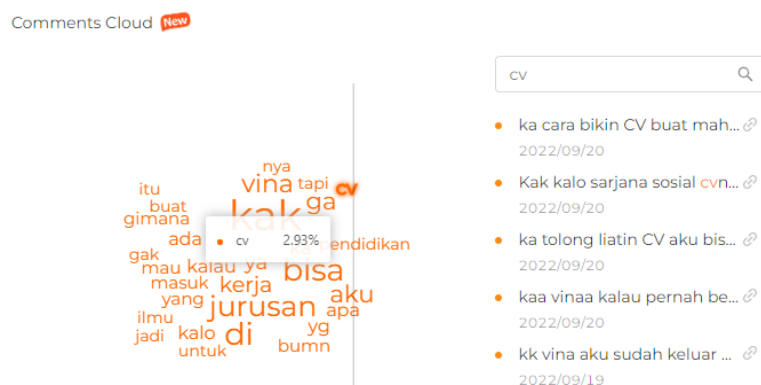 Comments Cloud New
cv
ka cara bikin CV buat mah...
2022/09/20
Kak kalo sarjana sosial cvn...
2022/09/20
ka tolong liatin CV aku bis...
2022/09/20
kaa vinaa kalau pernah be...
2022/09/20
kk vina aku sudah keluar ...
2022/09/19
nya
itu vina tapi cv
buat kak ga
gimana
ada cv 2.93% pendidikan
gak
mau kalau ya bisa
masuk kerja
yang jurusan aku
apa
ilmu
jadi kalo di yg
untuk bumn